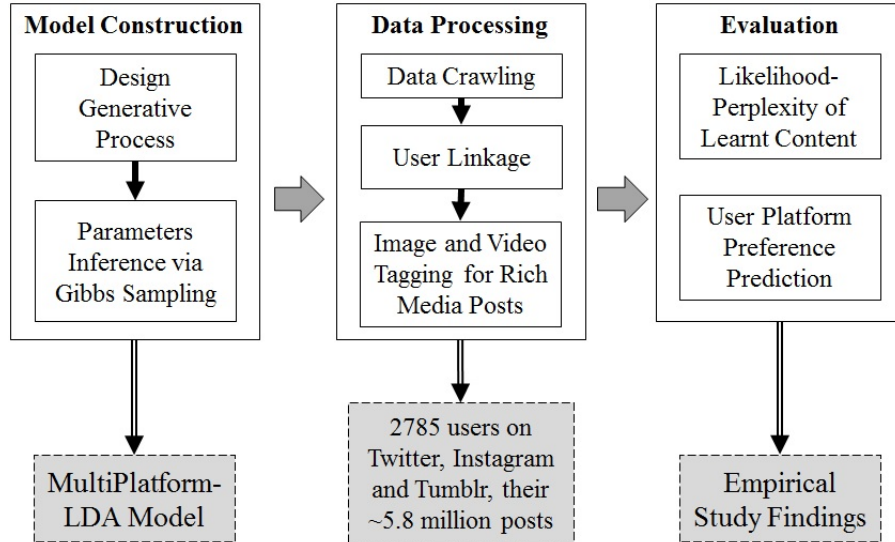 Model Construction
Design
Generative
Process
Parameters
Inference via
Gibbs Sampling
MultiPlatform-
LDA Model
Data Processing
Data Crawling
User Linkage
Image and Video
Tagging for Rich
Media Posts
2785 users on
Twitter, Instagram
and Tumblr, their
~5.8 million posts
Evaluation
Likelihood-
Perplexity of
Learnt Content
User Platform
Preference
Prediction
Empirical
Study Findings